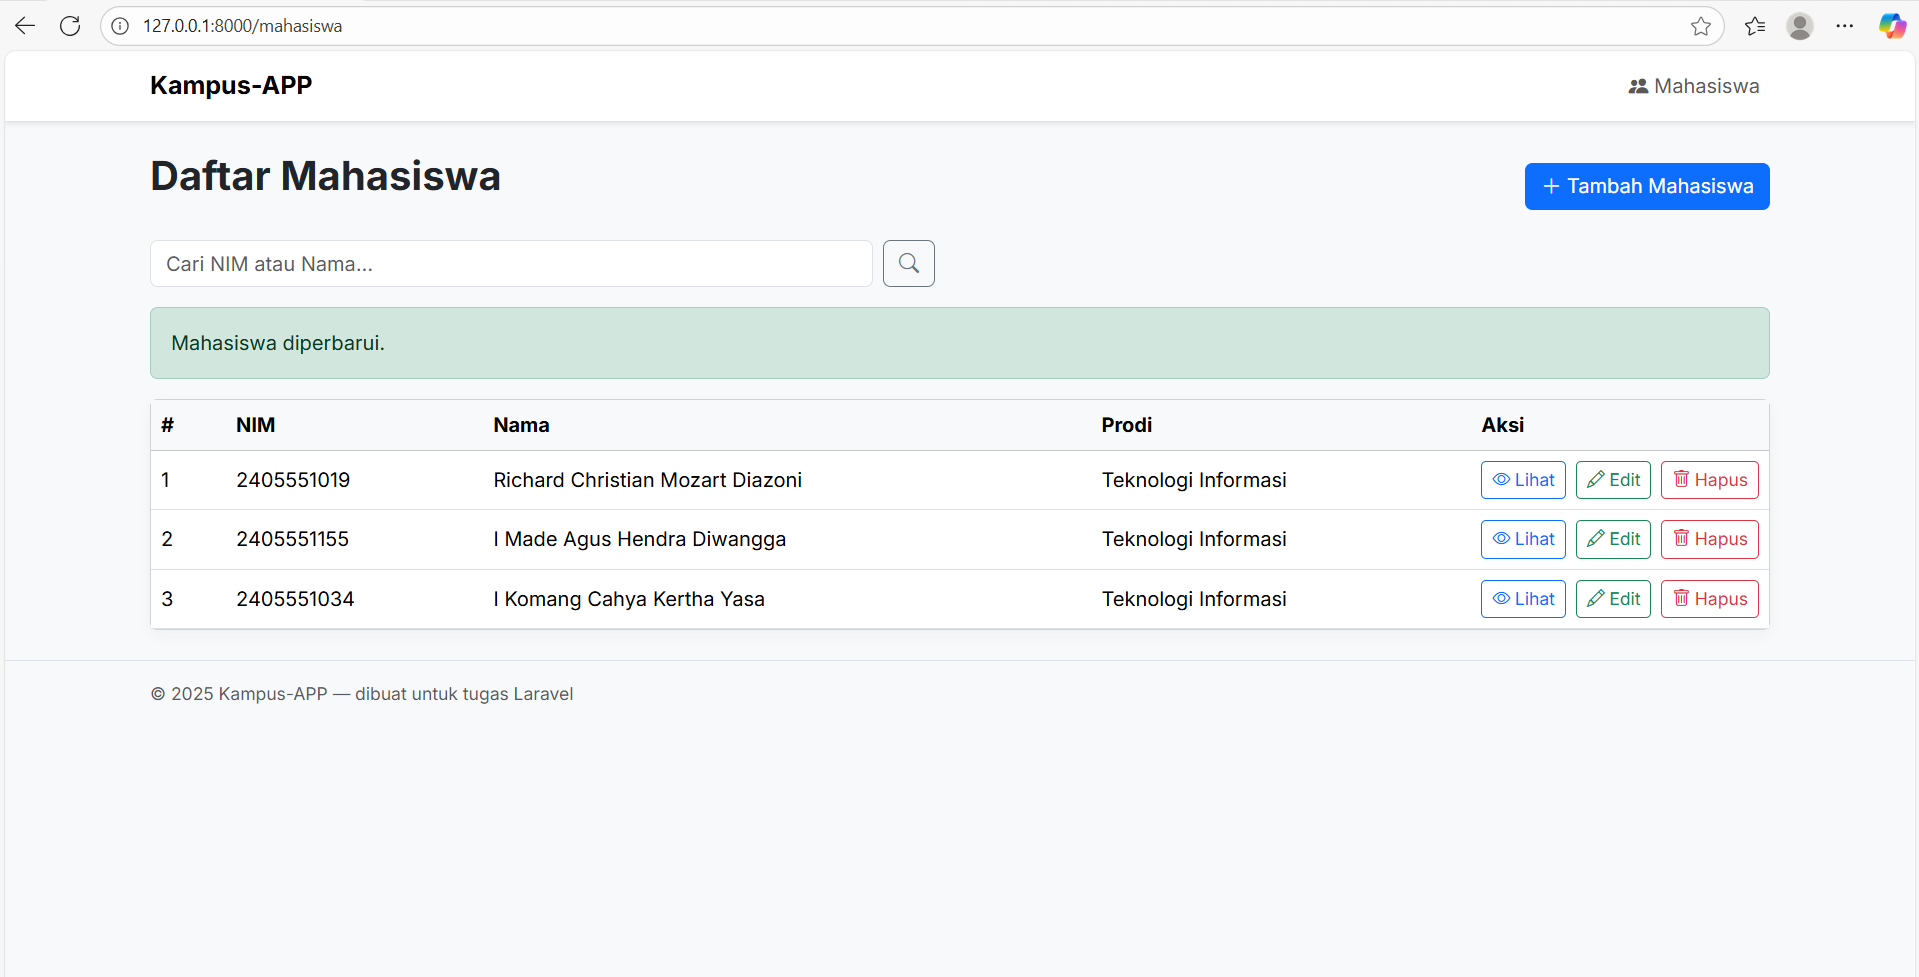 127.0.0.1:8000/mahasiswa
Kampus-APP
Mahasiswa
Daftar Mahasiswa
+ Tambah Mahasiswa
Cari NIM atau Nama...
Mahasiswa diperbarui.
# NIM Nama Prodi Aksi
1 2405551019 Richard Christian Mozart Diazoni Teknologi Informasi Lihat Edit Hapus
2 2405551155 I Made Agus Hendra Diwangga Teknologi Informasi Lihat Edit Hapus
3 2405551034 I Komang Cahya Kertha Yasa Teknologi Informasi Lihat Edit Hapus
© 2025 Kampus-APP — dibuat untuk tugas Laravel